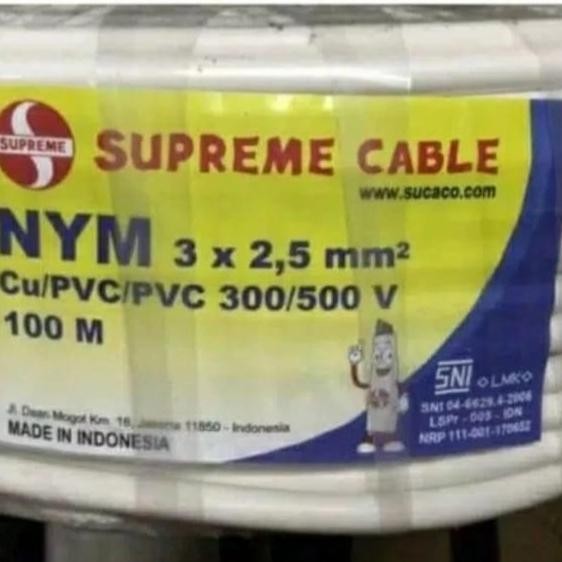 SUPREME
SUPREME CABLE
www.sucaco.com
NYM 3 x 2,5 mm²
Cu/PVC/PVC 300/500 V
100 M
Jl. Daan Mogot Km. 16, Jakarta 11850 - Indonesia
MADE IN INDONESIA
SNI LMK
SNI 04-6629.4-2006
LSPr - 009 - IDN
NRP 111-001-170652